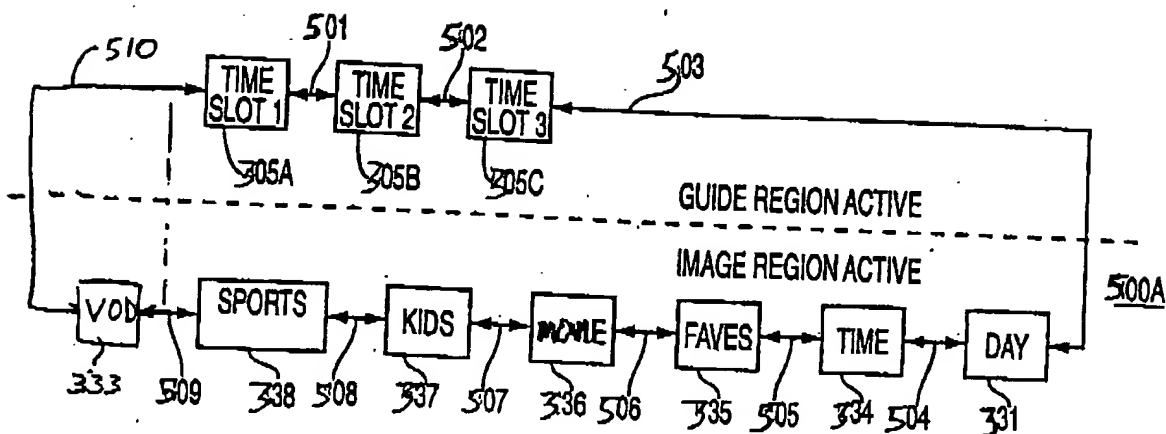 510
501
502
503
TIME SLOT 1
TIME SLOT 2
TIME SLOT 3
305A
305B
305C
GUIDE REGION ACTIVE
IMAGE REGION ACTIVE
500A
VOD
SPORTS
KIDS
MOVIE
FAVES
TIME
DAY
333
509
338
508
337
507
336
506
335
505
334
504
331